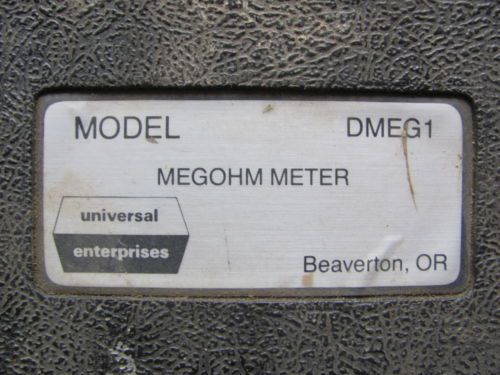 MODEL DMEG1
MEGOHM METER
universal
enterprises
Beaverton, OR